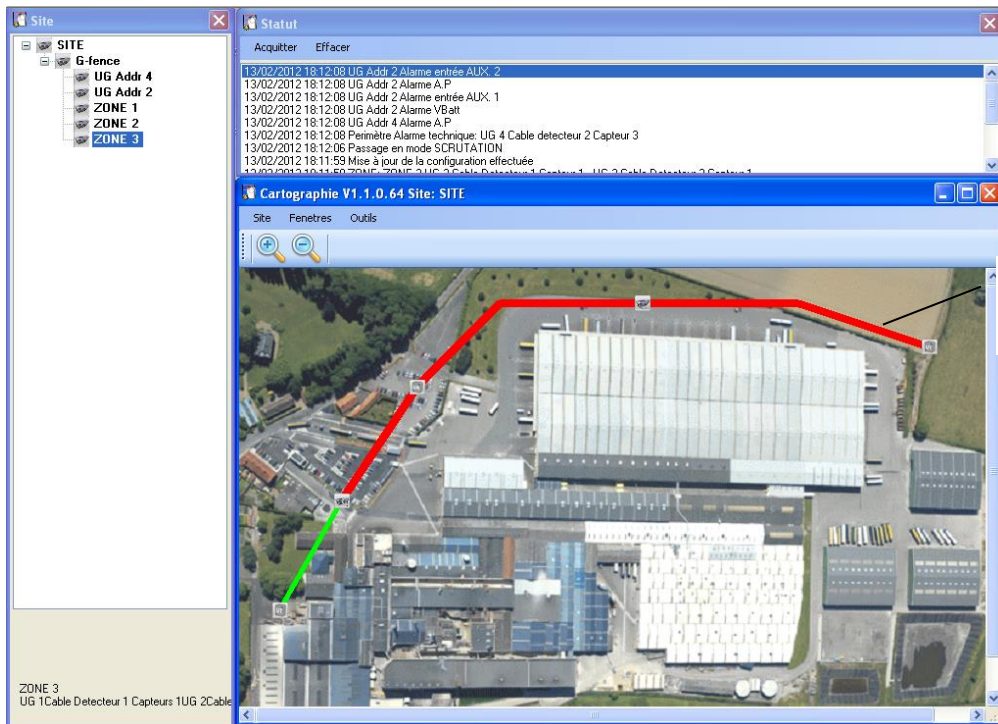 Site
SITE
G-fence
UG Addr 4
UG Addr 2
ZONE 1
ZONE 2
ZONE 3
ZONE 3
UG 1Cable Detecteur 1 Capteurs 1UG 2Cable
Statut
Acquitter Effacer
13/02/2012 18:12:08 UG Addr 2 Alarme entrée AUX. 2
13/02/2012 18:12:08 UG Addr 2 Alarme A.P
13/02/2012 18:12:08 UG Addr 2 Alarme entrée AUX. 1
13/02/2012 18:12:08 UG Addr 2 Alarme VBatt
13/02/2012 18:12:08 UG Addr 4 Alarme A.P
13/02/2012 18:12:08 Perimètre Alarme technique: UG 4 Cable detecteur 2 Capteur 3
13/02/2012 18:12:06 Passage en mode SCRUTATION
13/02/2012 18:11:59 Mise à jour de la configuration effectuée
Cartographie V1.1.0.64 Site: SITE
Site Fenetres Outils